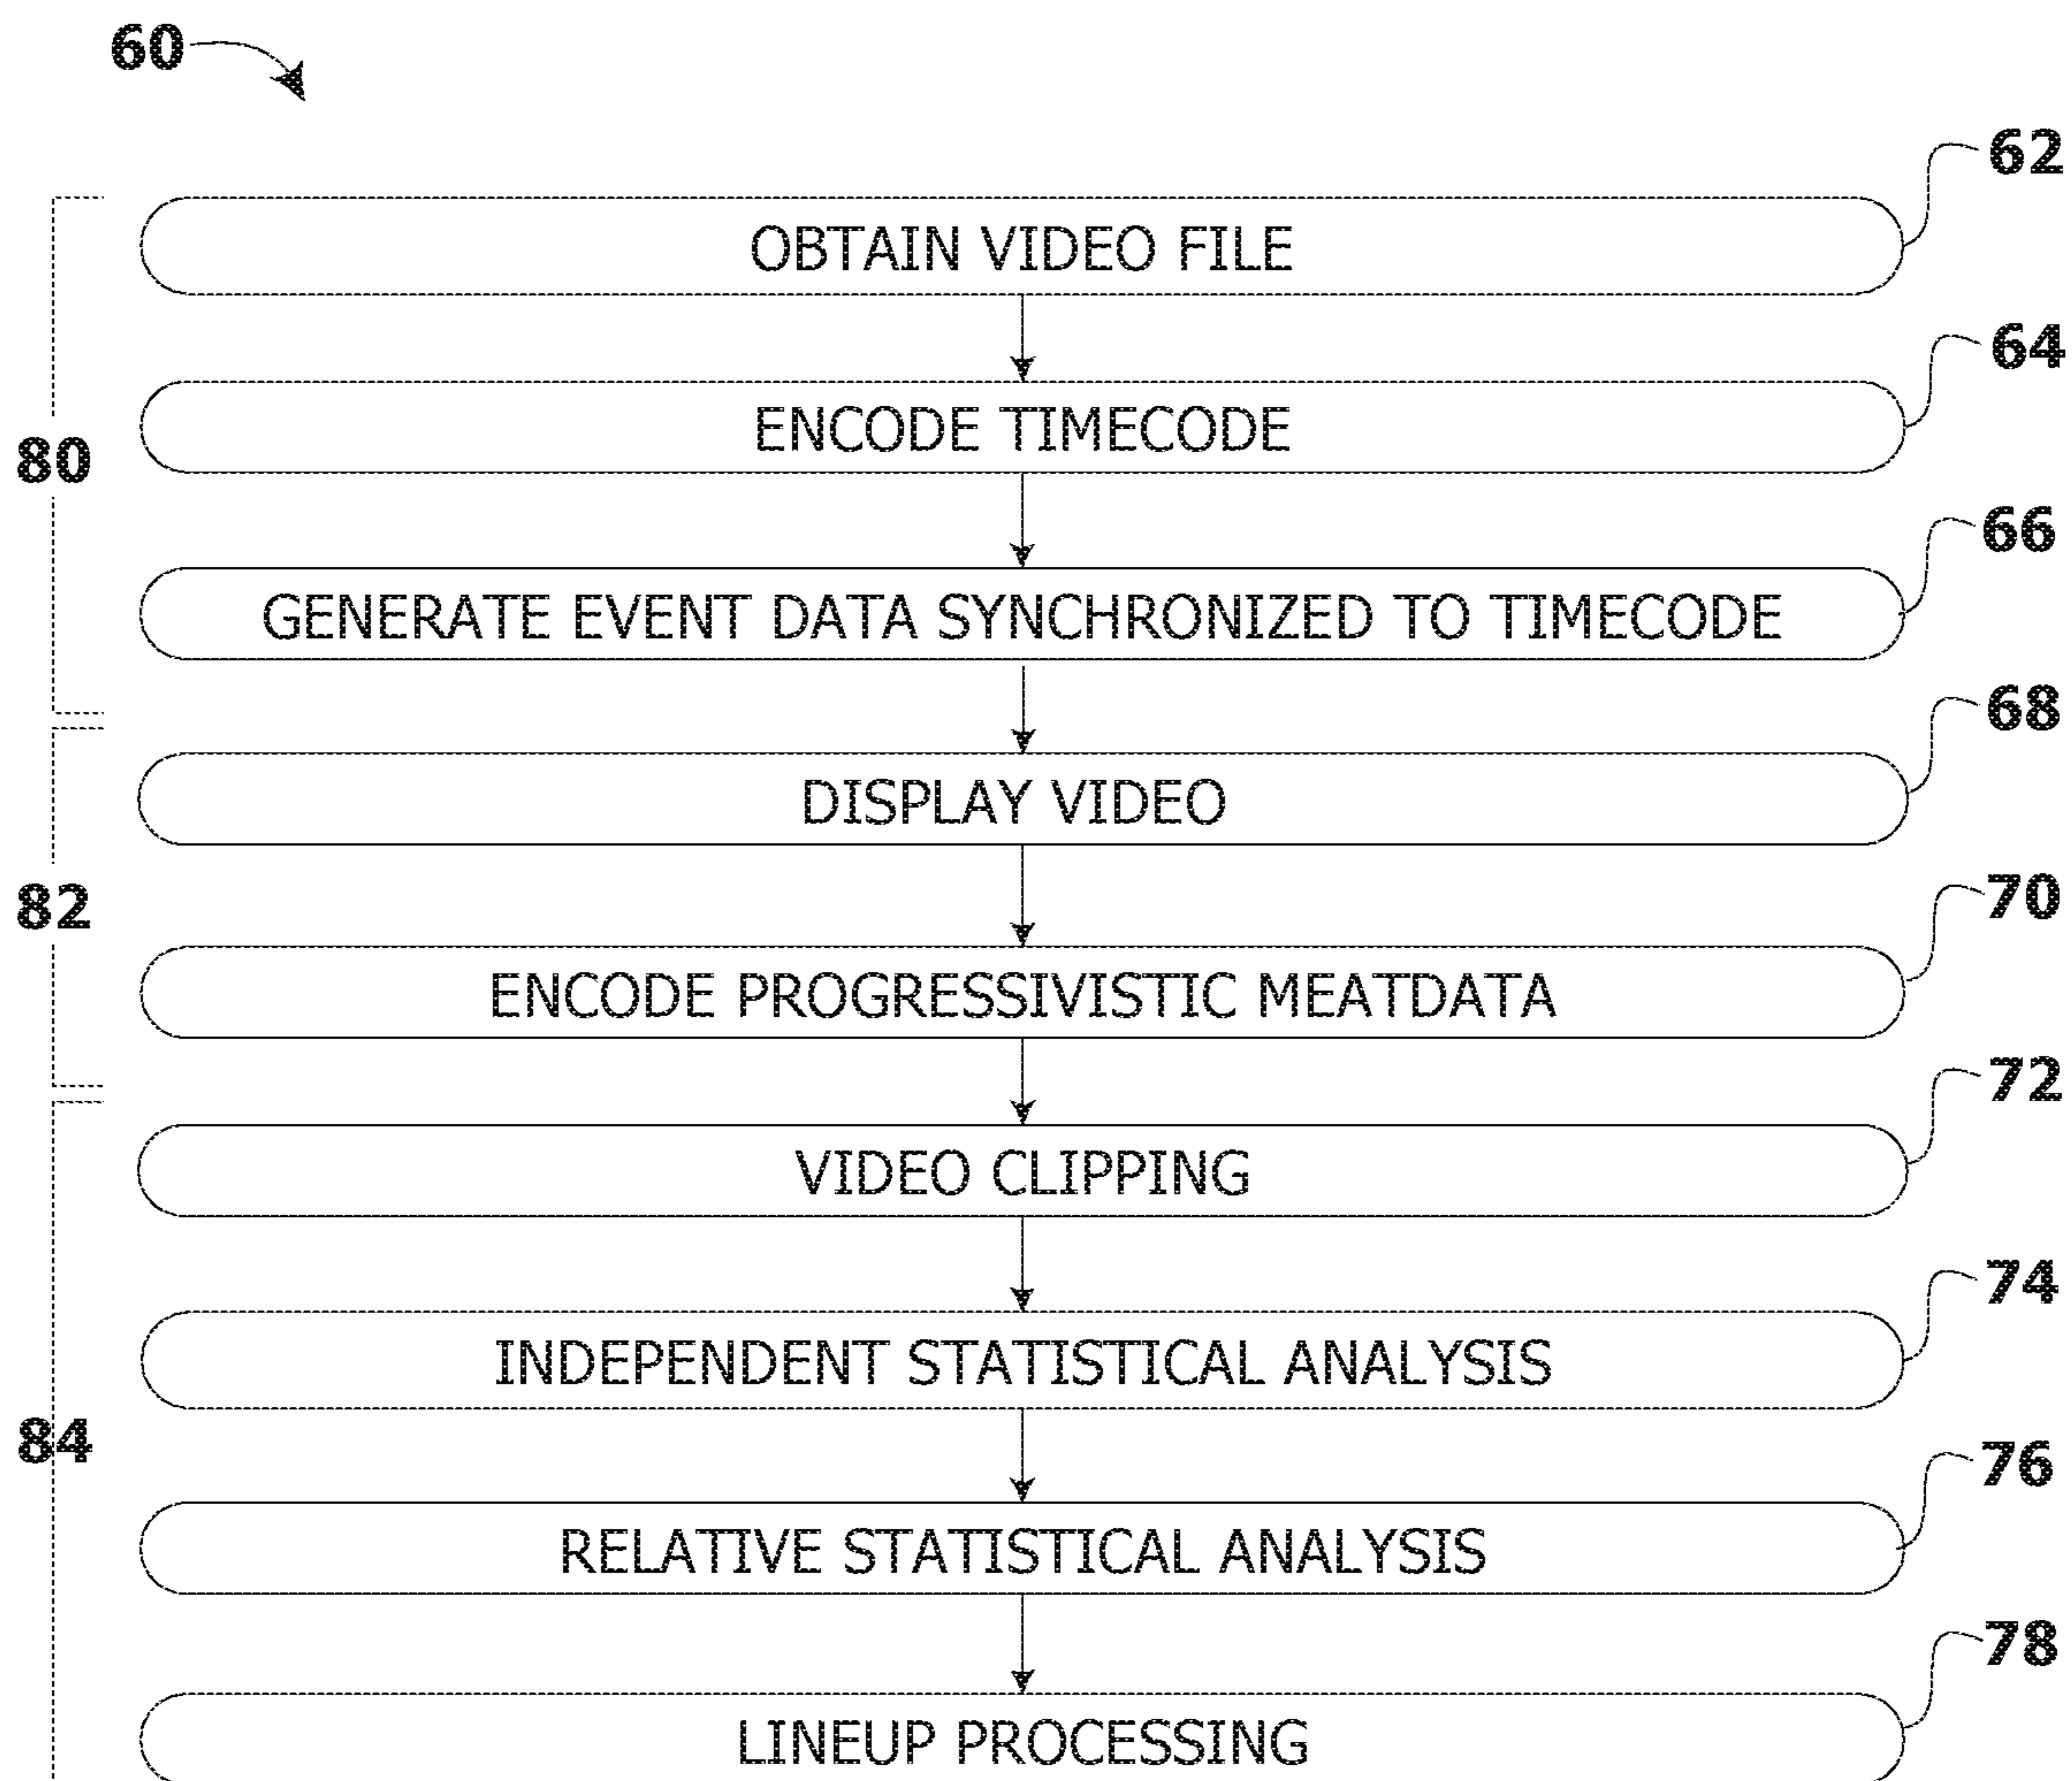 60
62
OBTAIN VIDEO FILE
64
ENCODE TIMECODE
80
66
GENERATE EVENT DATA SYNCHRONIZED TO TIMECODE
68
DISPLAY VIDEO
82
70
ENCODE PROGRESSIVISTIC MEATDATA
72
VIDEO CLIPPING
74
INDEPENDENT STATISTICAL ANALYSIS
84
76
RELATIVE STATISTICAL ANALYSIS
78
LINEUP PROCESSING